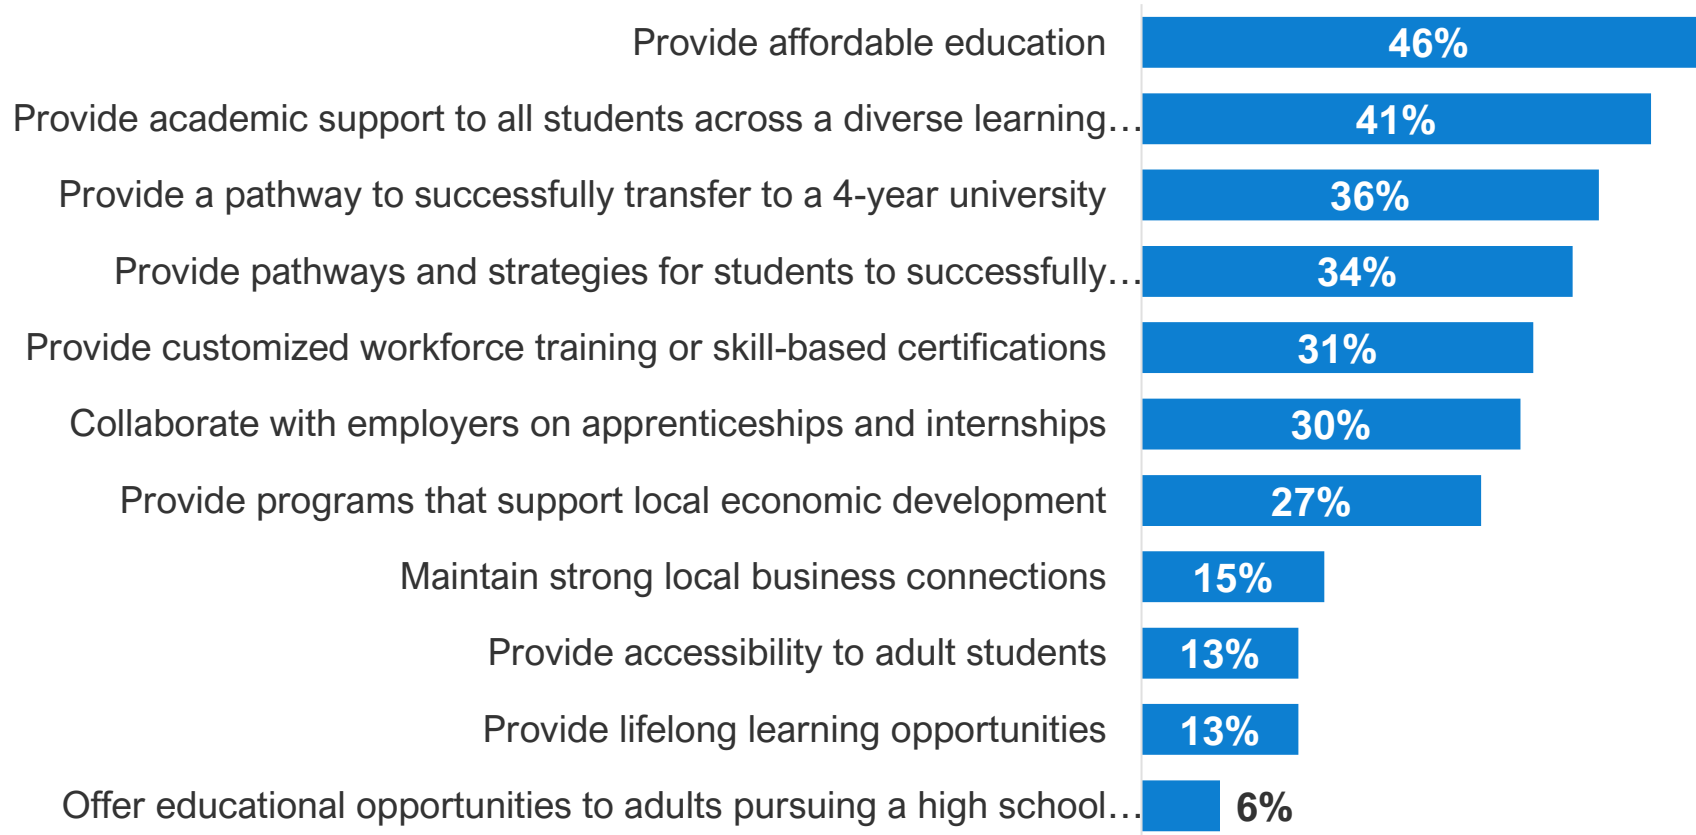 Provide affordable education 46%
Provide academic support to all students across a diverse learning… 41%
Provide a pathway to successfully transfer to a 4-year university 36%
Provide pathways and strategies for students to successfully… 34%
Provide customized workforce training or skill-based certifications 31%
Collaborate with employers on apprenticeships and internships 30%
Provide programs that support local economic development 27%
Maintain strong local business connections 15%
Provide accessibility to adult students 13%
Provide lifelong learning opportunities 13%
Offer educational opportunities to adults pursuing a high school… 6%